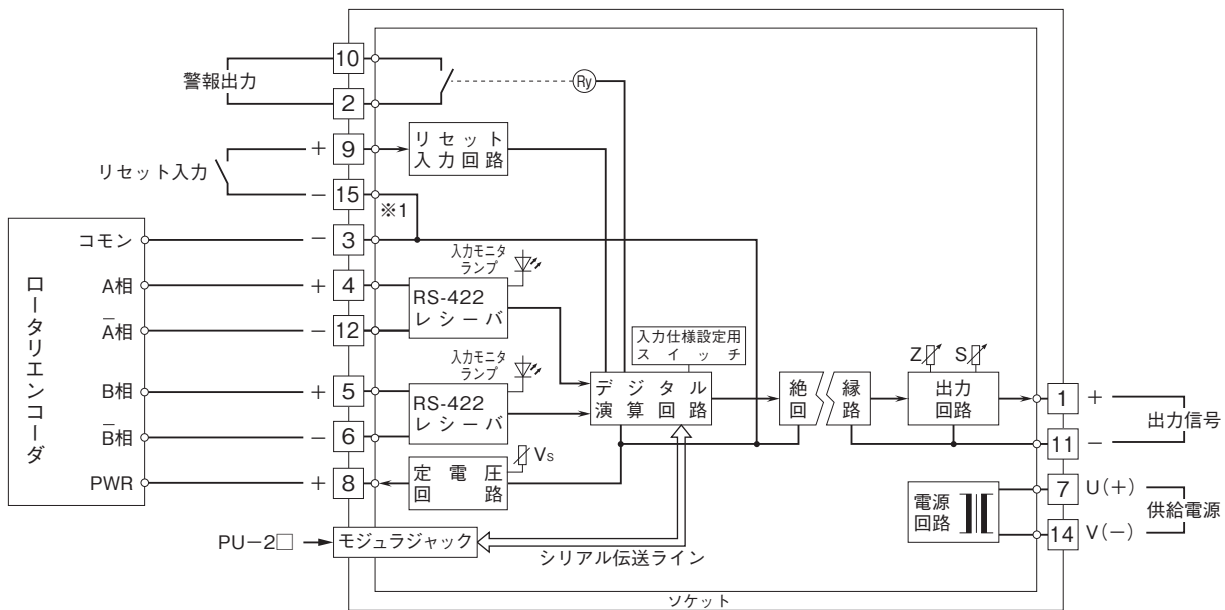 10
警報出力
Ry
2
リセット
入力回路
+ 9
リセット入力
− 15
※1
コモン
− 3
入力モニタ
ランプ
A相
+ 4
RS-422
レシーバ
A̅相
− 12
入力仕様設定用
スイッチ
入力モニタ
ランプ
Z
S
B相
+ 5
RS-422
レシーバ
デジタル
演算回路
絶縁
回路
出力
回路
1 +
出力信号
B̅相
− 6
11 −
ロータリエンコーダ
PWR
+ 8
定電圧
回路
Vs
電源
回路
7 U(+)
供給電源
14 V(−)
PU−2□
モジュラジャック
シリアル伝送ライン
ソケット